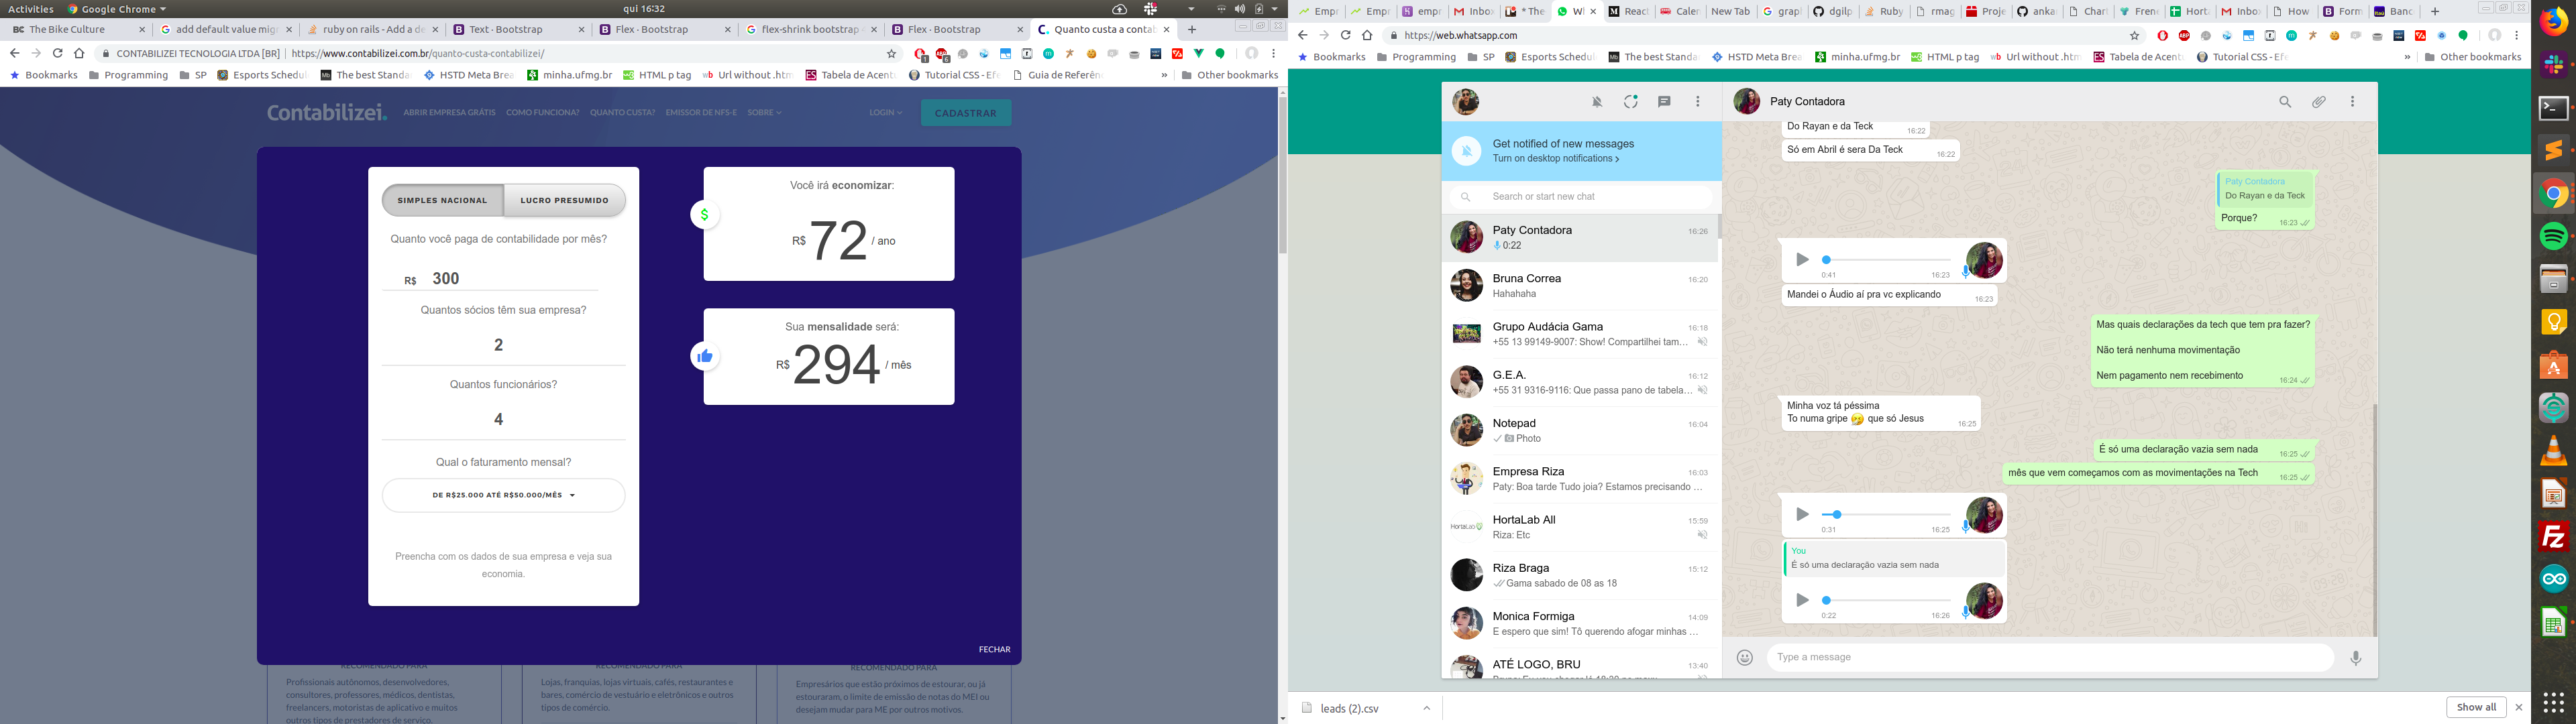 Activities Google Chrome qui 16:32
The Bike Culture
add default value migr
ruby on rails - Add a de
Text · Bootstrap
Flex · Bootstrap
flex-shrink bootstrap
Flex · Bootstrap
Quanto custa a contab
CONTABILIZEI TECNOLOGIA LTDA [BR] | https://www.contabilizei.com.br/quanto-custa-contabilizei/
Bookmarks Programming SP Esports Schedul The best Standar HSTD Meta Brea minha.ufmg.br HTML p tag Url without .htm Tabela de Acent Tutorial CSS - Efe Guia de Referên » Other bookmarks
Contabilizei. ABRIR EMPRESA GRÁTIS COMO FUNCIONA? QUANTO CUSTA? EMISSOR DE NFS-E SOBRE LOGIN CADASTRAR
SIMPLES NACIONAL LUCRO PRESUMIDO
Quanto você paga de contabilidade por mês?
R$ 300
Quantos sócios têm sua empresa?
2
Quantos funcionários?
4
Qual o faturamento mensal?
DE R$25.000 ATÉ R$50.000/MÊS
Preencha com os dados de sua empresa e veja sua
economia.
Você irá economizar:
R$ 72 / ano
Sua mensalidade será:
R$ 294 / mês
FECHAR
RECOMENDADO PARA
Profissionais autônomos, desenvolvedores,
consultores, professores, médicos, dentistas,
freelancers, motoristas de aplicativo e muitos
outros tipos de prestadores de serviço.
RECOMENDADO PARA
Lojas, franquias, lojas virtuais, cafés, restaurantes e
bares, comércio de vestuário e eletrônicos e outros
tipos de comércio.
RECOMENDADO PARA
Empresários que estão próximos de estourar, ou já
estouraram, o limite de emissão de notas do MEI ou
desejam mudar para ME por outros motivos.
Empr Empr empr Inbox * The Wh React Caler New Tab grap dgilp Ruby rmag Proje ankar Chart Frene Horta Inbox How Form Banc
https://web.whatsapp.com
Bookmarks Programming SP Esports Schedul The best Standar HSTD Meta Brea minha.ufmg.br HTML p tag Url without .htm Tabela de Acent Tutorial CSS - Efe » Other bookmarks
Get notified of new messages
Turn on desktop notifications >
Search or start new chat
Paty Contadora 16:26
0:22
Bruna Correa 16:20
Hahahaha
Grupo Audácia Gama 16:18
+55 13 99149-9007: Show! Compartilhei tam...
G.E.A. 16:12
+55 31 9316-9116: Que passa pano de tabela...
Notepad 16:04
Photo
Empresa Riza 16:03
Paty: Boa tarde Tudo joia? Estamos precisando ...
HortaLab All 15:59
Riza: Etc
Riza Braga 15:12
Gama sabado de 08 as 18
Monica Formiga 14:09
E espero que sim! Tô querendo afogar minhas ...
ATÉ LOGO, BRU 13:40
Paty Contadora
Do Rayan e da Teck 16:22
Só em Abril é sera Da Teck 16:22
Paty Contadora
Do Rayan e da Teck
Porque? 16:23
0:41 16:23
Mandei o Áudio aí pra vc explicando 16:23
Mas quais declarações da tech que tem pra fazer?
Não terá nenhuma movimentação
Nem pagamento nem recebimento 16:24
Minha voz tá péssima
To numa gripe que só Jesus 16:25
É só uma declaração vazia sem nada 16:25
mês que vem começamos com as movimentações na Tech 16:25
0:31 16:25
You
É só uma declaração vazia sem nada
0:22 16:26
Type a message
leads (2).csv Show all